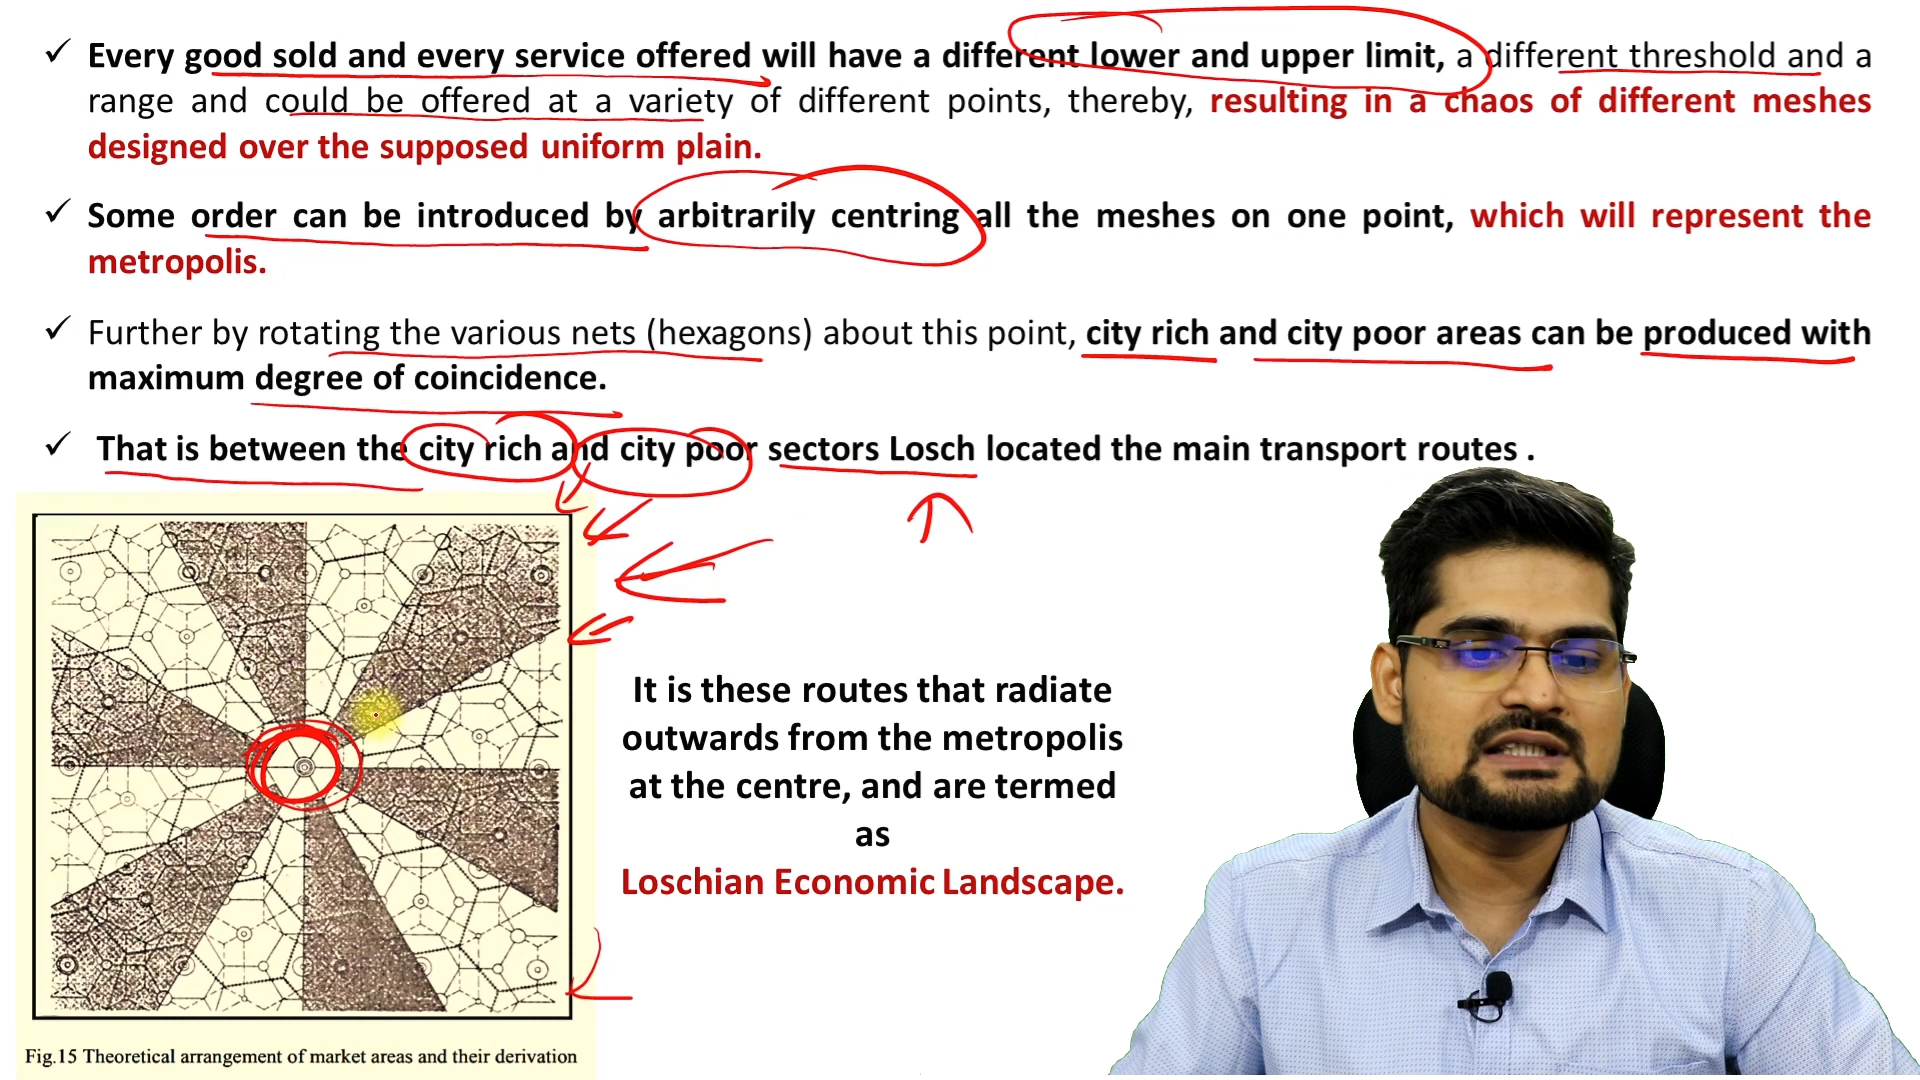 ✓ Every good sold and every service offered will have a different lower and upper limit, a different threshold and a
range and could be offered at a variety of different points, thereby, resulting in a chaos of different meshes
designed over the supposed uniform plain.
✓ Some order can be introduced by arbitrarily centring all the meshes on one point, which will represent the
metropolis.
✓ Further by rotating the various nets (hexagons) about this point, city rich and city poor areas can be produced with
maximum degree of coincidence.
✓ That is between the city rich and city poor sectors Losch located the main transport routes .
It is these routes that radiate
outwards from the metropolis
at the centre, and are termed
as
Loschian Economic Landscape.
Fig.15 Theoretical arrangement of market areas and their derivation